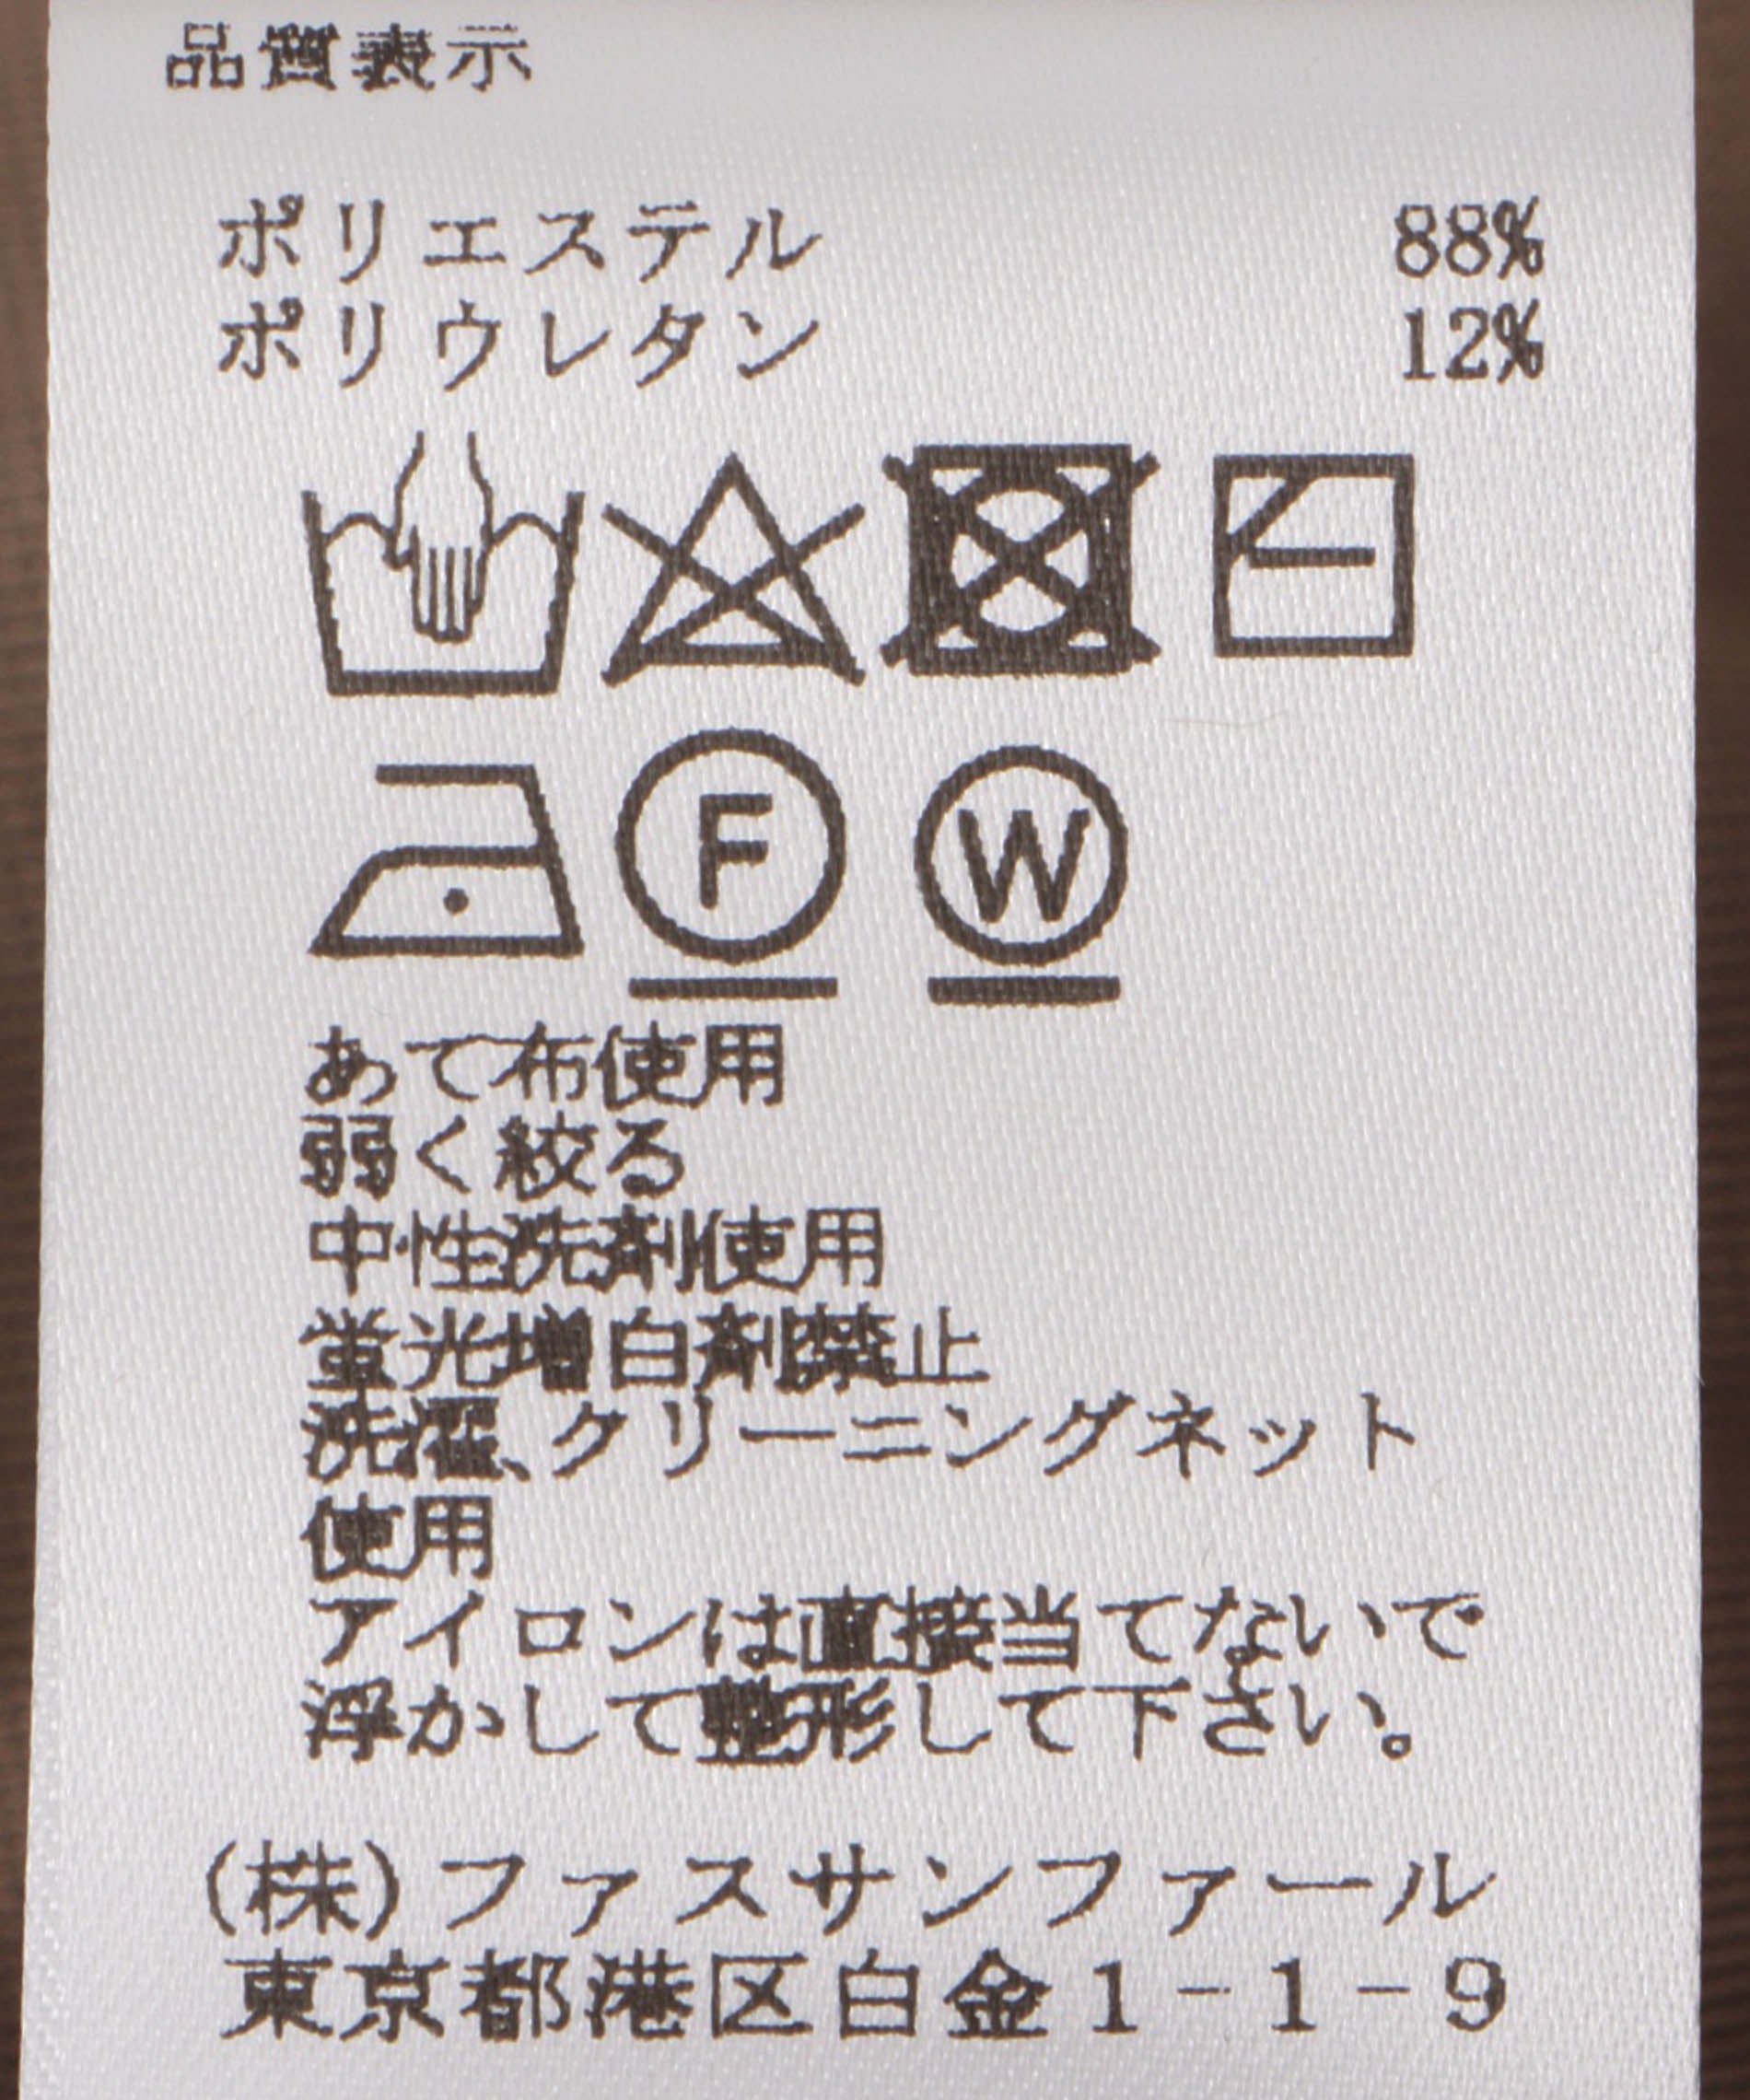 品質表示
ポリエステル 88%
ポリウレタン 12%
F W
あて布使用
弱く絞る
中性洗剤使用
蛍光増白剤禁止
洗濯、クリーニングネット
使用
アイロンは直接当てないで
浮かして整形して下さい。
(株)ファスサンファール
東京都港区白金1-1-9